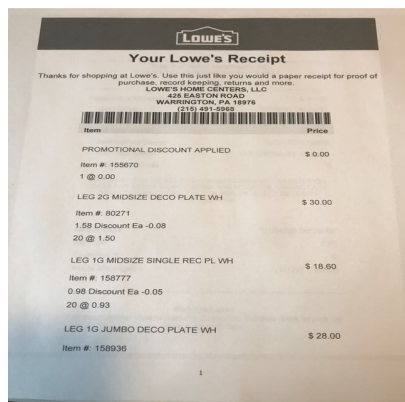 LOWE'S
Your Lowe's Receipt
Thanks for shopping at Lowe's. Use this just like you would a paper receipt for proof of
purchase, record keeping, returns and more.
LOWE'S HOME CENTERS, LLC
425 EASTON ROAD
WARRINGTON, PA 18976
(215) 491-5968
Item Price
PROMOTIONAL DISCOUNT APPLIED $ 0.00
Item #: 155670
1 @ 0.00
LEG 2G MIDSIZE DECO PLATE WH $ 30.00
Item #: 80271
1.58 Discount Ea -0.08
20 @ 1.50
LEG 1G MIDSIZE SINGLE REC PL WH $ 18.60
Item #: 158777
0.98 Discount Ea -0.05
20 @ 0.93
LEG 1G JUMBO DECO PLATE WH $ 28.00
Item #: 158936
1